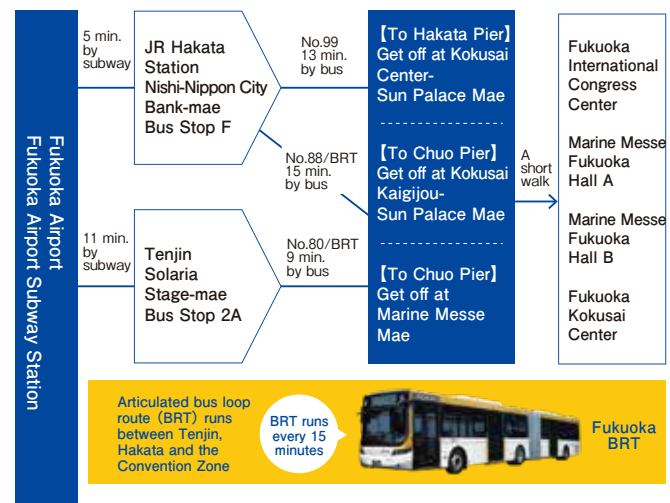 Fukuoka Airport
Fukuoka Airport Subway Station
5 min.
by
subway
JR Hakata
Station
Nishi-Nippon City
Bank-mae
Bus Stop F
No.99
13 min.
by bus
No.88/BRT
15 min.
by bus
11 min.
by
subway
Tenjin
Solaria
Stage-mae
Bus Stop 2A
No.80/BRT
9 min.
by bus
【To Hakata Pier】
Get off at Kokusai
Center-
Sun Palace Mae
【To Chuo Pier】
Get off at Kokusai
Kaigijou-
Sun Palace Mae
【To Chuo Pier】
Get off at
Marine Messe
Mae
A
short
walk
Fukuoka
International
Congress
Center
Marine Messe
Fukuoka
Hall A
Marine Messe
Fukuoka
Hall B
Fukuoka
Kokusai
Center
Articulated bus loop
route（BRT）runs
between Tenjin,
Hakata and the
Convention Zone
BRT runs
every 15
minutes
Fukuoka
BRT